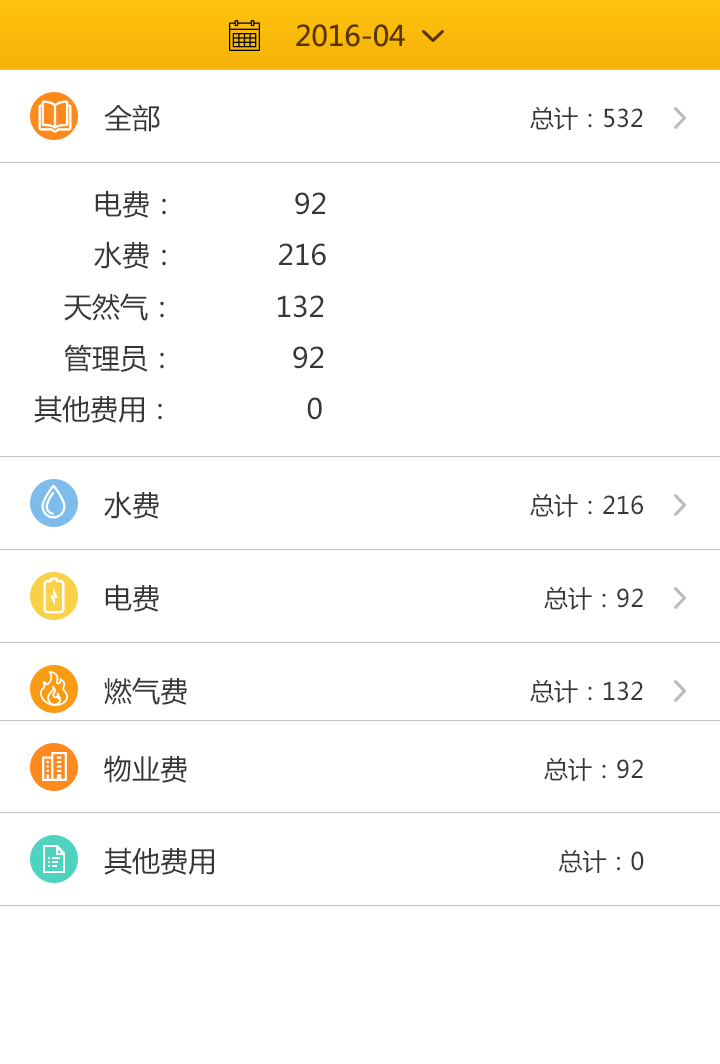 2016-04
全部 总计：532
电费： 92
水费： 216
天然气： 132
管理员： 92
其他费用： 0
水费 总计：216
电费 总计：92
燃气费 总计：132
物业费 总计：92
其他费用 总计：0